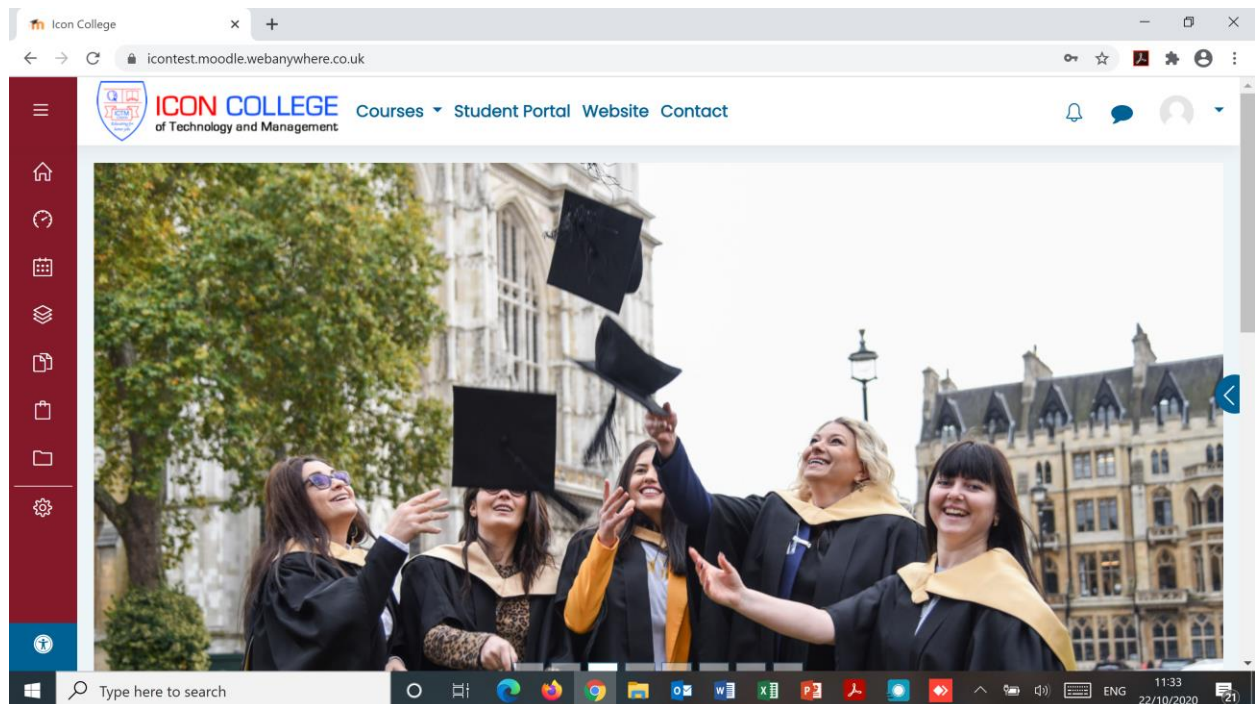 Icon College
icontest.moodle.webanywhere.co.uk
ICON COLLEGE
of Technology and Management
Courses Student Portal Website Contact
Type here to search
ENG
11:33
22/10/2020
21